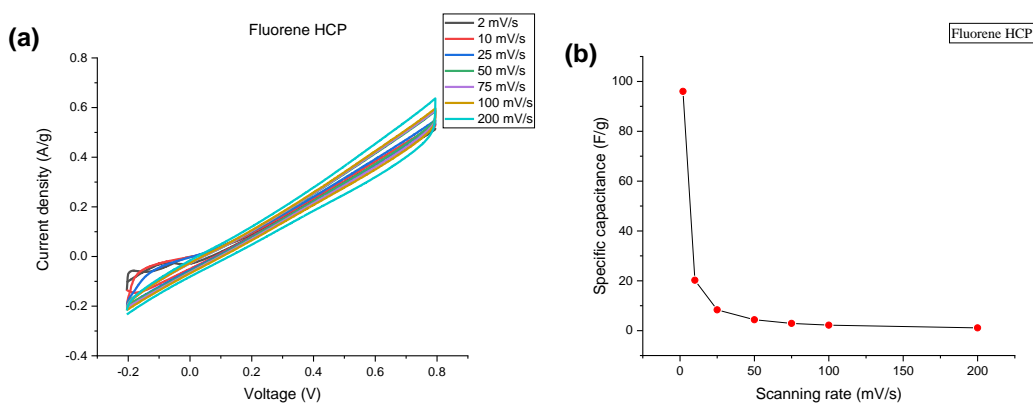 (a)
Fluorene HCP
2 mV/s
10 mV/s
25 mV/s
50 mV/s
75 mV/s
100 mV/s
200 mV/s
Current density (A/g)
0.8
0.6
0.4
0.2
0.0
-0.2
-0.4
-0.2 0.0 0.2 0.4 0.6 0.8
Voltage (V)
(b)
Fluorene HCP
Specific capacitance (F/g)
100
80
60
40
20
0
0 50 100 150 200
Scanning rate (mV/s)